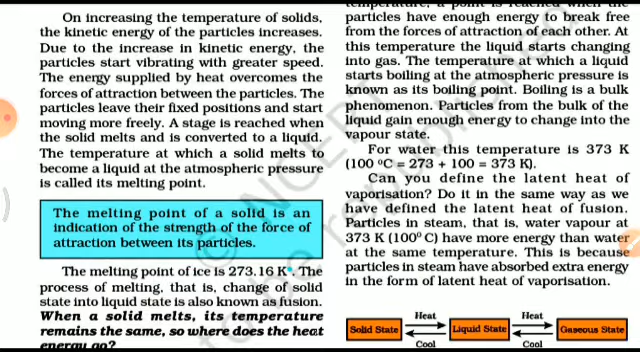 On increasing the temperature of solids,
the kinetic energy of the particles increases.
Due to the increase in kinetic energy, the
particles start vibrating with greater speed.
The energy supplied by heat overcomes the
forces of attraction between the particles. The
particles leave their fixed positions and start
moving more freely. A stage is reached when
the solid melts and is converted to a liquid.
The temperature at which a solid melts to
become a liquid at the atmospheric pressure
is called its melting point.
The melting point of a solid is an
indication of the strength of the force of
attraction between its particles.
The melting point of ice is 273.16 K*. The
process of melting, that is, change of solid
state into liquid state is also known as fusion.
When a solid melts, its temperature
remains the same, so where does the heat
energy go?
temperature, a point is reached when the
particles have enough energy to break free
from the forces of attraction of each other. At
this temperature the liquid starts changing
into gas. The temperature at which a liquid
starts boiling at the atmospheric pressure is
known as its boiling point. Boiling is a bulk
phenomenon. Particles from the bulk of the
liquid gain enough energy to change into the
vapour state.
For water this temperature is 373 K
(100 ºC = 273 + 100 = 373 K).
Can you define the latent heat of
vaporisation? Do it in the same way as we
have defined the latent heat of fusion.
Particles in steam, that is, water vapour at
373 K (100º C) have more energy than water
at the same temperature. This is because
particles in steam have absorbed extra energy
in the form of latent heat of vaporisation.
Heat Heat
Solid State Liquid State Gaseous State
Cool Cool